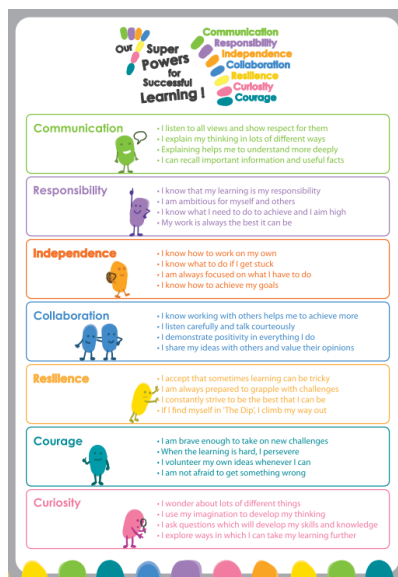 Our Super
Powers
for
Successful
Learning !
Communication
Responsibility
Independence
Collaboration
Resilience
Curiosity
Courage
Communication
• I listen to all views and show respect for them
• I explain my thinking in lots of different ways
• Explaining helps me to understand more deeply
• I can recall important information and useful facts
Responsibility
• I know that my learning is my responsibility
• I am ambitious for myself and others
• I know what I need to do to achieve and I aim high
• My work is always the best it can be
Independence
• I know how to work on my own
• I know what to do if I get stuck
• I am always focused on what I have to do
• I know how to achieve my goals
Collaboration
• I know working with others helps me to achieve more
• I listen carefully and talk courteously
• I demonstrate positivity in everything I do
• I share my ideas with others and value their opinions
Resilience
• I accept that sometimes learning can be tricky
• I am always prepared to grapple with challenges
• I constantly strive to be the best that I can be
• If I find myself in 'The Dip', I climb my way out
Courage
• I am brave enough to take on new challenges
• When the learning is hard, I persevere
• I volunteer my own ideas whenever I can
• I am not afraid to get something wrong
Curiosity
• I wonder about lots of different things
• I use my imagination to develop my thinking
• I ask questions which will develop my skills and knowledge
• I explore ways in which I can take my learning further